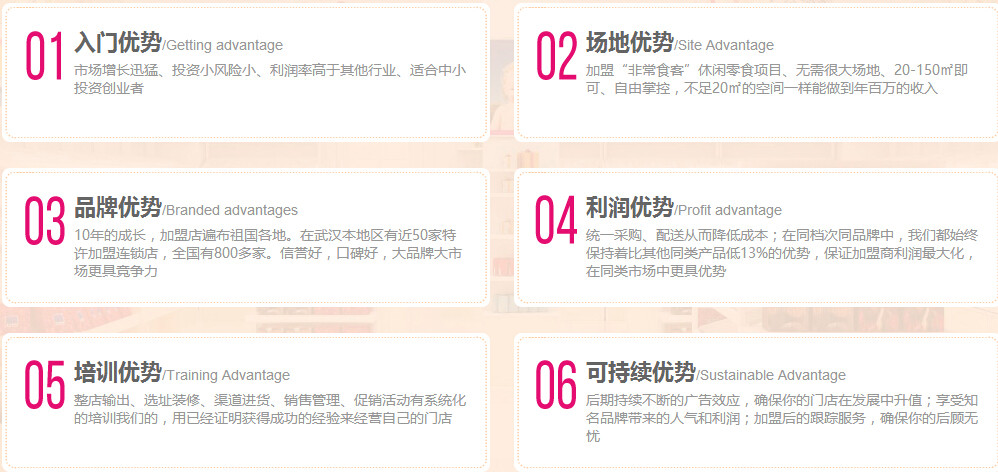 01 入门优势/Getting advantage
市场增长迅猛、投资小风险小、利润率高于其他行业、适合中小
投资创业者
02 场地优势/Site Advantage
加盟“非常食客”休闲零食项目、无需很大场地、20-150㎡即
可、自由掌控，不足20㎡的空间一样能做到年百万的收入
03 品牌优势/Branded advantages
10年的成长，加盟店遍布祖国各地。在武汉本地区有近50家特
许加盟连锁店，全国有800多家。信誉好，口碑好，大品牌大市
场更具竞争力
04 利润优势/Profit advantage
统一采购、配送从而降低成本；在同档次同品牌中，我们都始终
保持着比其他同类产品低13%的优势，保证加盟商利润最大化，
在同类市场中更具优势
05 培训优势/Training Advantage
整店输出、选址装修、渠道进货、销售管理、促销活动有系统化
的培训我们的，用已经证明获得成功的经验来经营自己的门店
06 可持续优势/Sustainable Advantage
后期持续不断的广告效应，确保你的门店在发展中升值；享受知
名品牌带来的人气和利润；加盟后的跟踪服务，确保你的后顾无
忧